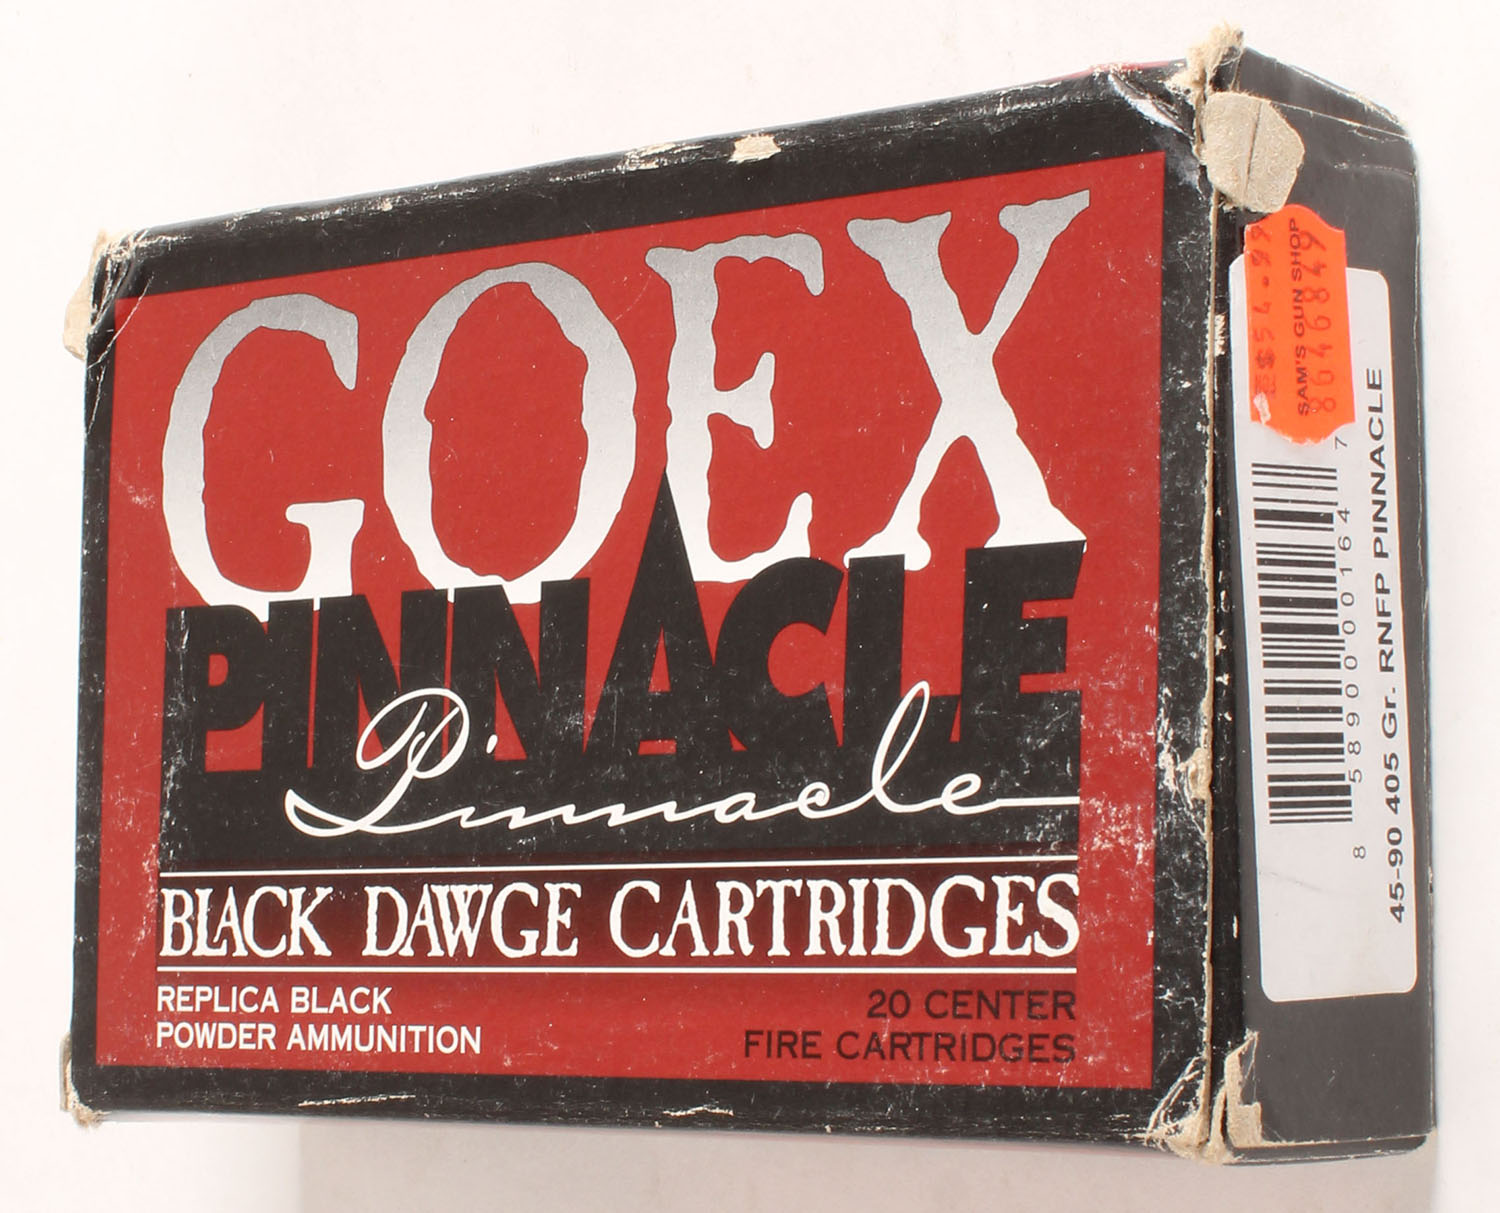 GOEX
PINNACLE
Pinnacle
BLACK DAWGE CARTRIDGES
REPLICA BLACK
POWDER AMMUNITION
20 CENTER
FIRE CARTRIDGES
SAM'S GUN SHOP
8 58900 00164 7
45-90 405 Gr. RNFP PINNACLE